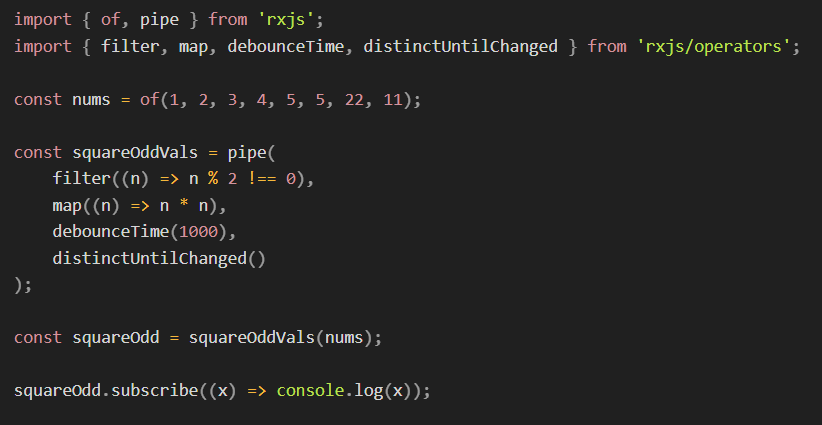 import { of, pipe } from 'rxjs';
import { filter, map, debounceTime, distinctUntilChanged } from 'rxjs/operators';

const nums = of(1, 2, 3, 4, 5, 5, 22, 11);

const squareOddVals = pipe(
    filter((n) => n % 2 !== 0),
    map((n) => n * n),
    debounceTime(1000),
    distinctUntilChanged()
);

const squareOdd = squareOddVals(nums);

squareOdd.subscribe((x) => console.log(x));